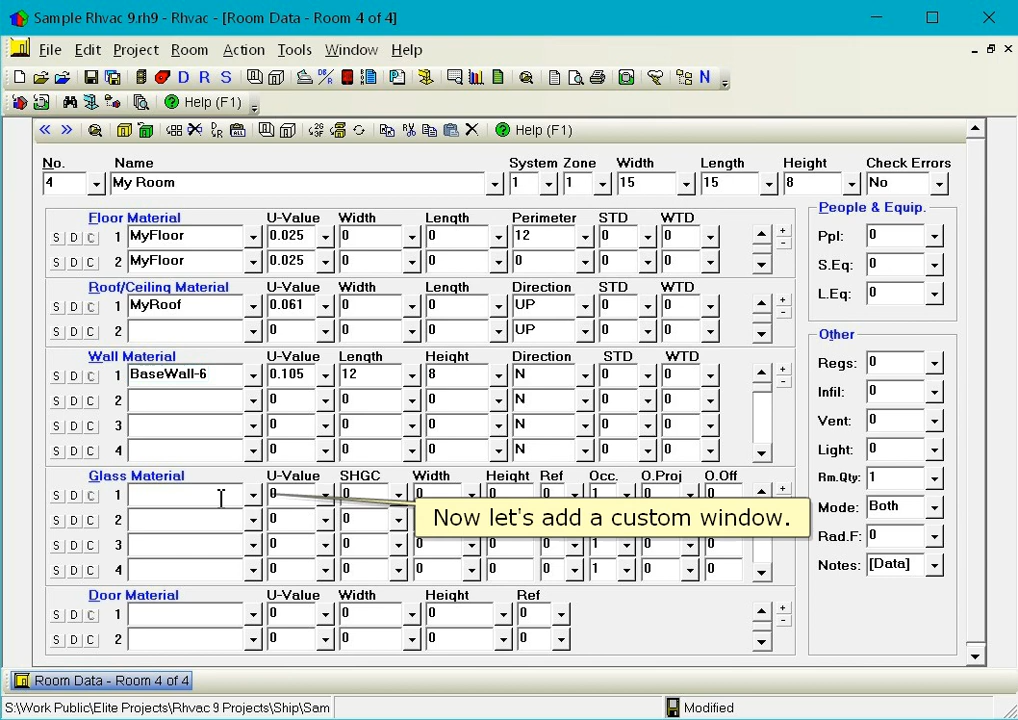 Sample Rhvac 9.rh9 - Rhvac - [Room Data - Room 4 of 4]
File Edit Project Room Action Tools Window Help
D R S N
Help (F1)
Help (F1)
No. Name System Zone Width Length Height Check Errors
4 My Room 1 1 15 15 8 No
Floor Material U-Value Width Length Perimeter STD WTD
S D C 1 MyFloor 0.025 0 0 12 0 0
S D C 2 MyFloor 0.025 0 0 0 0 0
Roof/Ceiling Material U-Value Width Length Direction STD WTD
S D C 1 MyRoof 0.061 0 0 UP 0 0
S D C 2 0 0 0 UP 0 0
Wall Material U-Value Length Height Direction STD WTD
S D C 1 BaseWall-6 0.105 12 8 N 0 0
S D C 2 0 0 0 N 0 0
S D C 3 0 0 0 N 0 0
S D C 4 0 0 0 N 0 0
Glass Material U-Value SHGC Width Height Ref Occ. O.Proj O.Off
S D C 1 0 0 0 0 0 1 0 0
Now let's add a custom window.
S D C 2 0 0
S D C 3 0 0 0 0 0 1 0 0
S D C 4 0 0 0 0 0 1 0 0
Door Material U-Value Width Height Ref
S D C 1 0 0 0 0
S D C 2 0 0 0 0
People & Equip.
Ppl: 0
S.Eq: 0
L.Eq: 0
Other
Regs: 0
Infil: 0
Vent: 0
Light: 0
Rm.Qty: 1
Mode: Both
Rad.F: 0
Notes: [Data]
Room Data - Room 4 of 4
S:\Work Public\Elite Projects\Rhvac 9 Projects\Ship\Sam
Modified